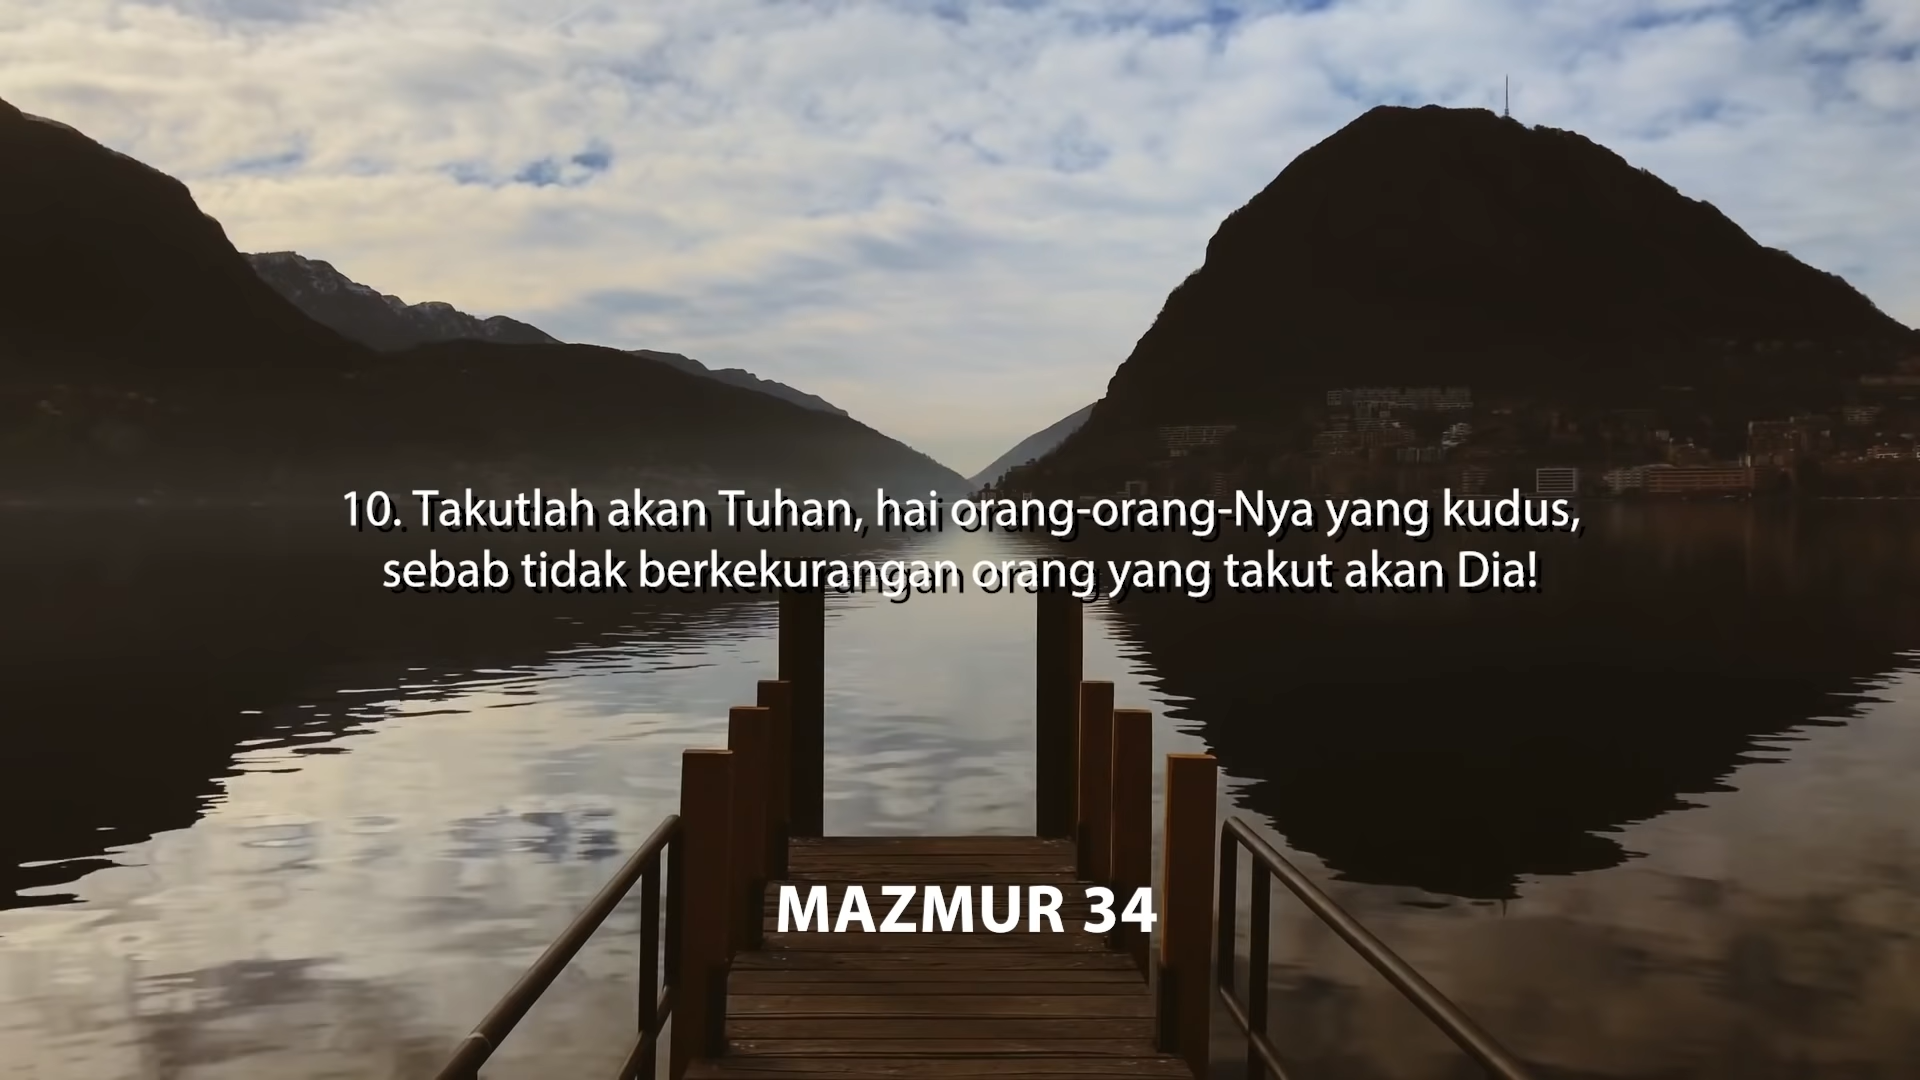 10. Takutlah akan Tuhan, hai orang-orang-Nya yang kudus,
sebab tidak berkekurangan orang yang takut akan Dia!
MAZMUR 34